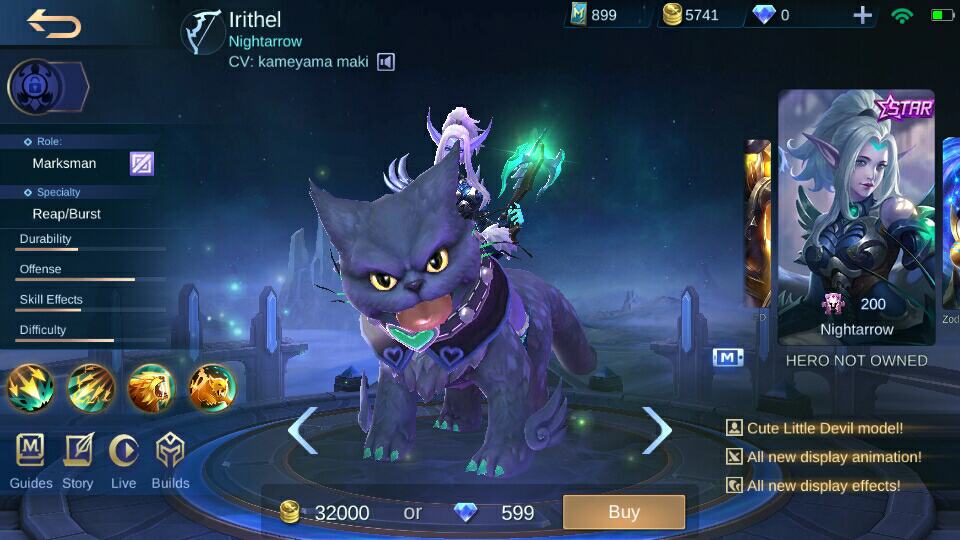 Irithel
Nightarrow
CV: kameyama maki
M 899
5741
0
Role:
Marksman
Specialty
Reap/Burst
Durability
Offense
Skill Effects
Difficulty
M
Guides
Story
Live
Builds
STAR
200
Nightarrow
M
HERO NOT OWNED
Zod
Cute Little Devil model!
All new display animation!
All new display effects!
32000 or 599
Buy